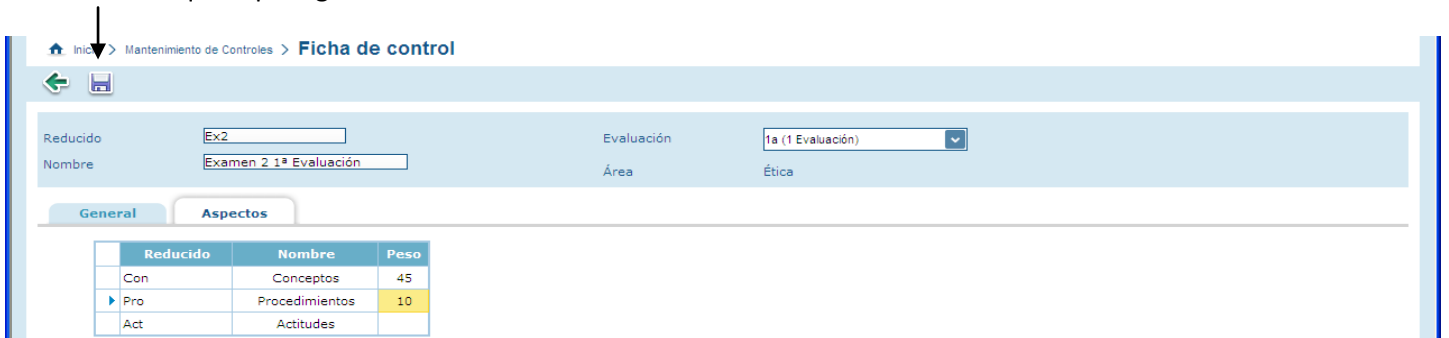 Inicio > Mantenimiento de Controles > Ficha de control
Reducido Ex2 Evaluación 1a (1 Evaluación)
Nombre Examen 2 1ª Evaluación
Área Ética
General Aspectos
Reducido Nombre Peso
Con Conceptos 45
Pro Procedimientos 10
Act Actitudes